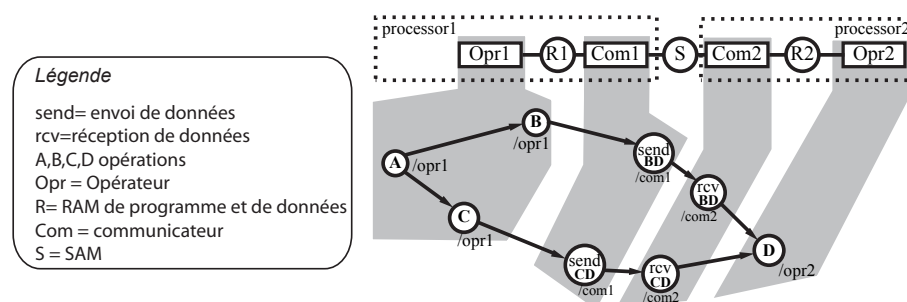 Légende
send= envoi de données
rcv=réception de données
A,B,C,D opérations
Opr = Opérateur
R= RAM de programme et de données
Com = communicateur
S = SAM
processor1
processor2
Opr1
R1
Com1
S
Com2
R2
Opr2
B
/opr1
A
/opr1
C
/opr1
send
BD
/com1
rcv
BD
/com2
send
CD
/com1
rcv
CD
/com2
D
/opr2